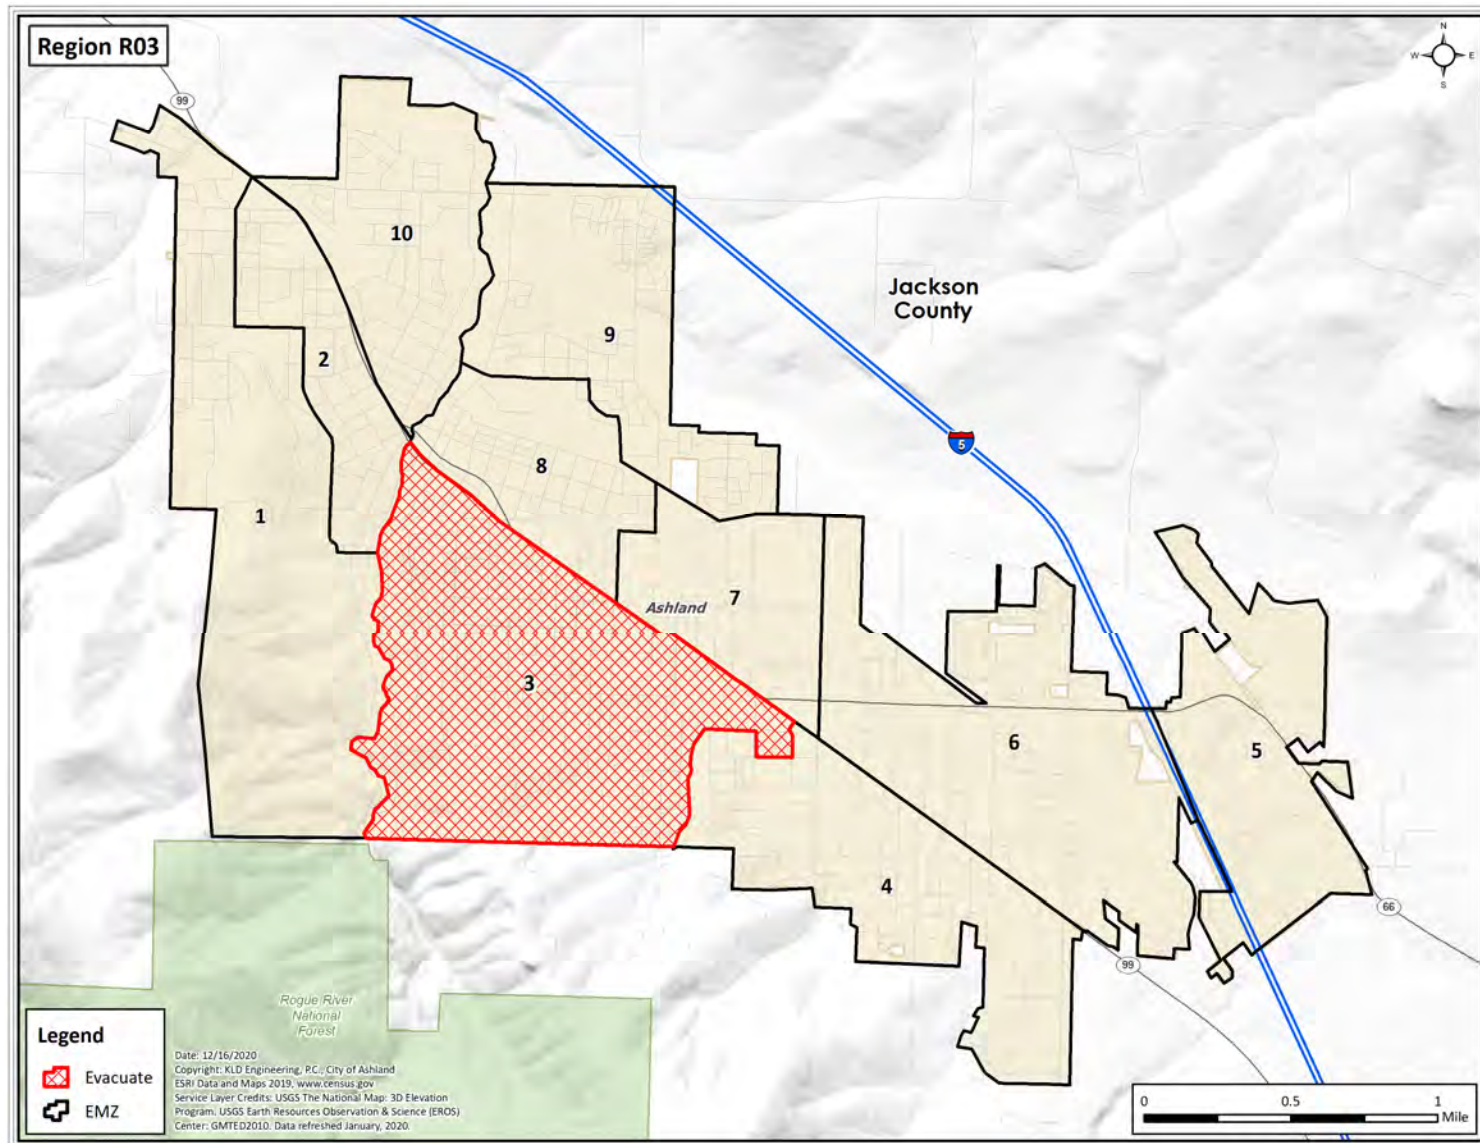 Region R03
N
W E
S
99
10
Jackson
County
9
2
5
8
1
7
Ashland
3
6
5
4
66
99
Rogue River
National
Forest
Legend
Evacuate
EMZ
Date: 12/16/2020
Copyright: KLD Engineering, P.C., City of Ashland
ESRI Data and Maps 2019, www.census.gov
Service Layer Credits: USGS The National Map: 3D Elevation
Program. USGS Earth Resources Observation & Science (EROS)
Center: GMTED2010. Data refreshed January, 2020.
0 0.5 1
Mile